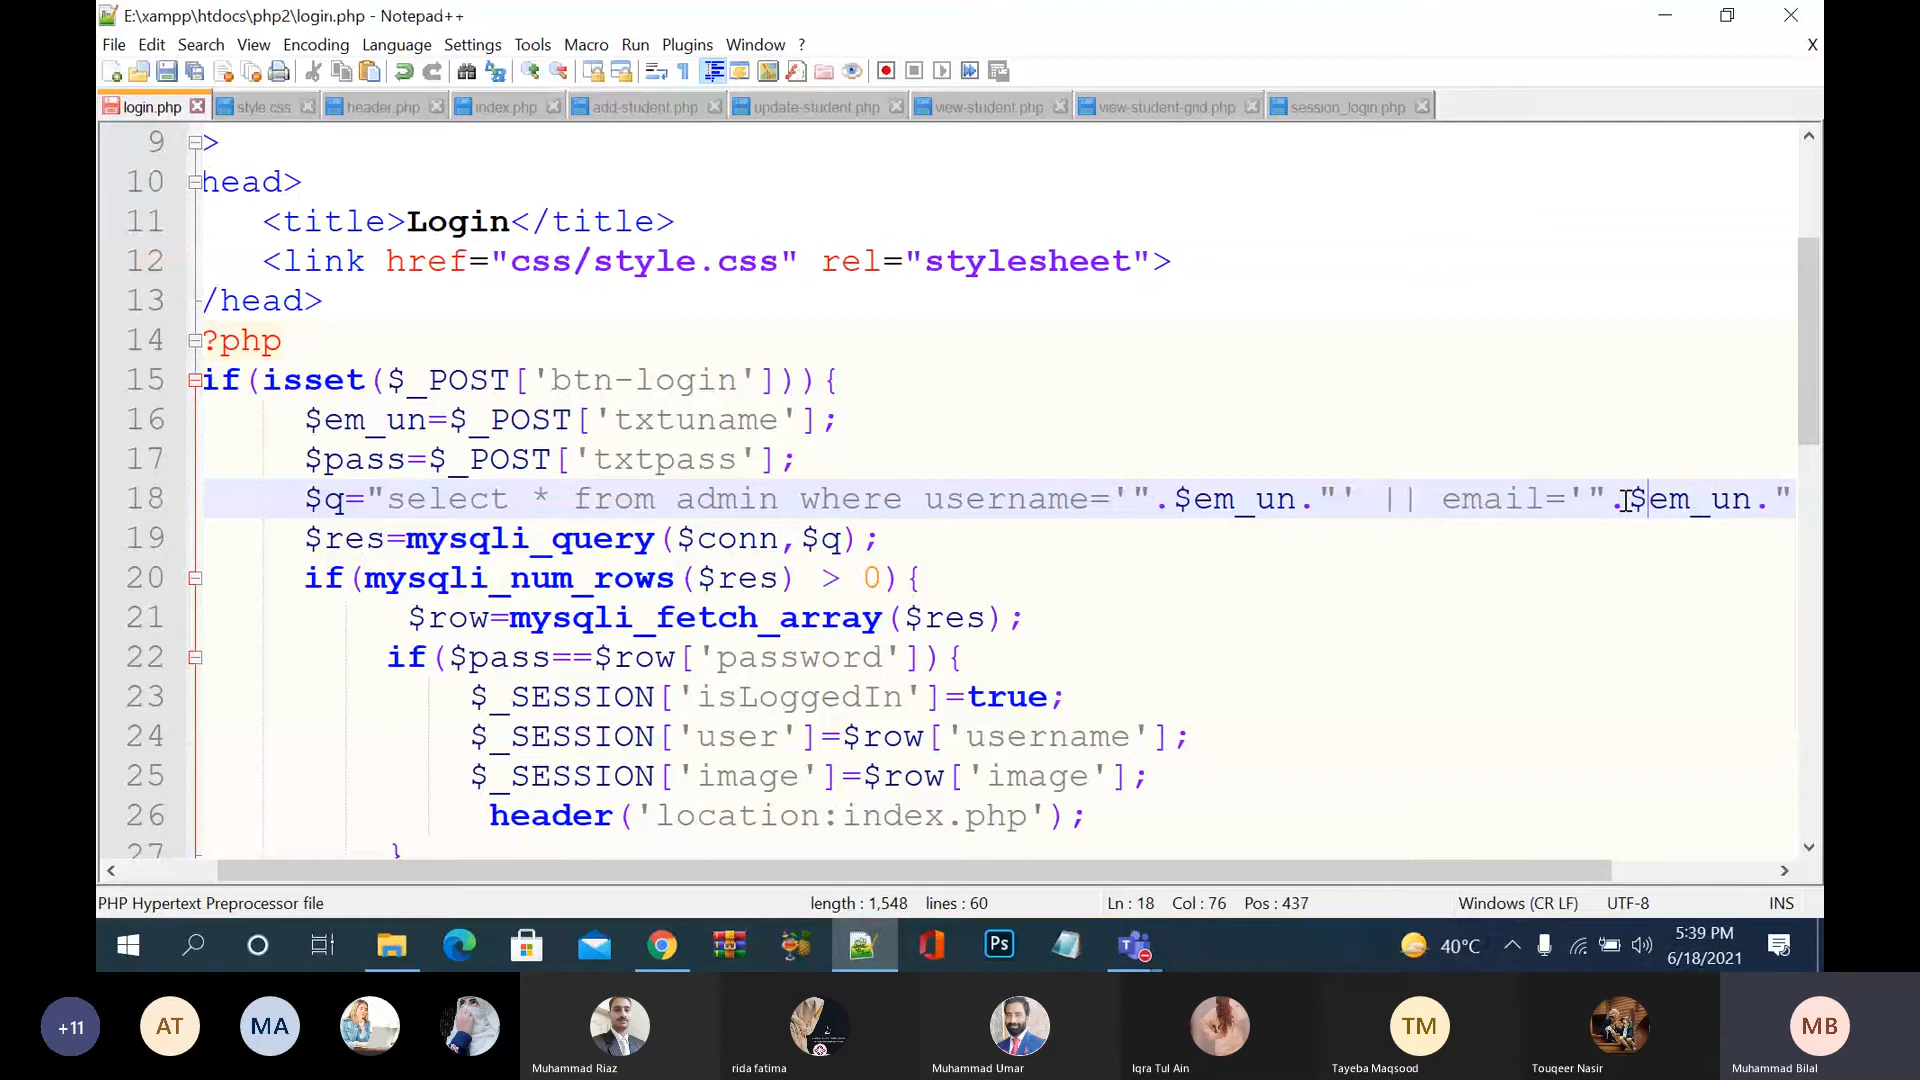 E:\xampp\htdocs\php2\login.php - Notepad++
File Edit Search View Encoding Language Settings Tools Macro Run Plugins Window ? X
login.php style.css header.php index.php add-student.php update-student.php view-student.php view-student-grid.php session_login.php
9 >
10 head>
11 <title>Login</title>
12 <link href="css/style.css" rel="stylesheet">
13 /head>
14 ?php
15 if(isset($_POST['btn-login'])){
16 $em_un=$_POST['txtuname'];
17 $pass=$_POST['txtpass'];
18 $q="select * from admin where username='".$em_un."' || email='".$em_un."
19 $res=mysqli_query($conn,$q);
20 if(mysqli_num_rows($res) > 0){
21 $row=mysqli_fetch_array($res);
22 if($pass==$row['password']){
23 $_SESSION['isLoggedIn']=true;
24 $_SESSION['user']=$row['username'];
25 $_SESSION['image']=$row['image'];
26 header('location:index.php');
27 }
PHP Hypertext Preprocessor file length : 1,548 lines : 60 Ln : 18 Col : 76 Pos : 437 Windows (CR LF) UTF-8 INS
Ps 40°C 5:39 PM
6/18/2021
+11 AT MA TM MB
Muhammad Riaz rida fatima Muhammad Umar Iqra Tul Ain Tayeba Maqsood Touqeer Nasir Muhammad Bilal